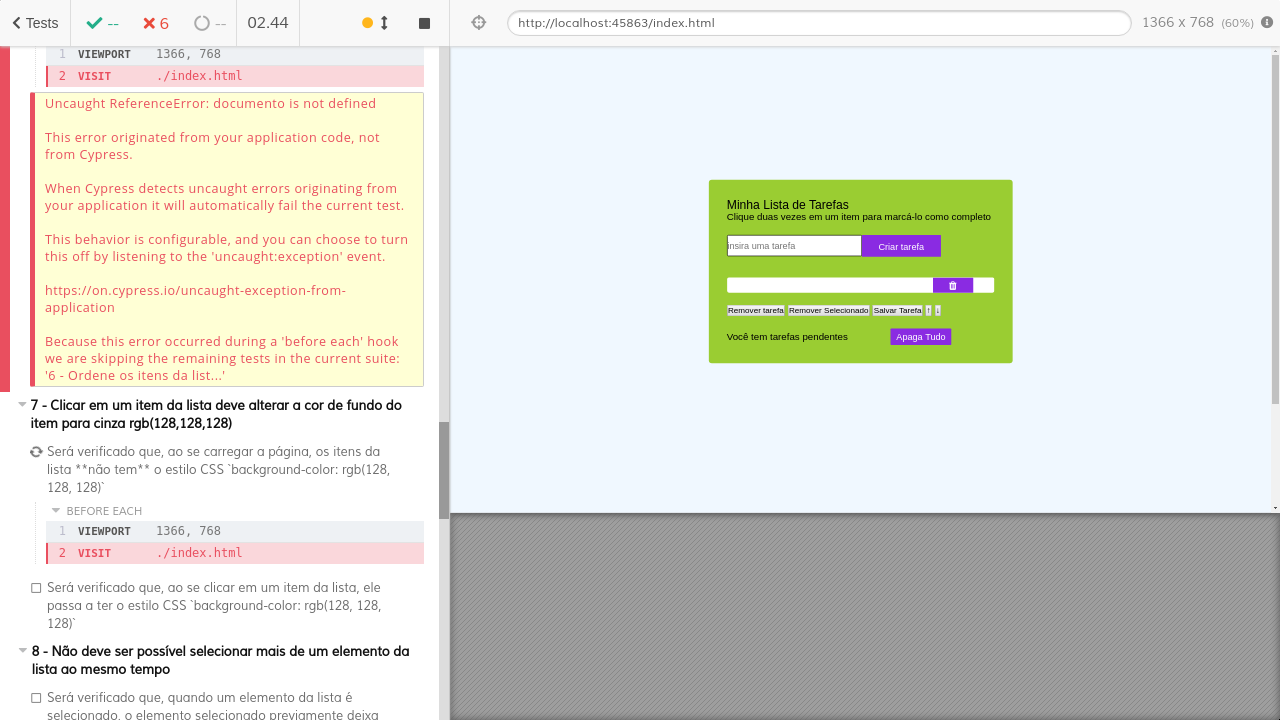 Tests
--
6
--
02.44
http://localhost:45863/index.html
1366 x 768 (60%)
1 VIEWPORT 1366, 768
2 VISIT ./index.html
Uncaught ReferenceError: documento is not defined
This error originated from your application code, not
from Cypress.
When Cypress detects uncaught errors originating from
your application it will automatically fail the current test.
This behavior is configurable, and you can choose to turn
this off by listening to the 'uncaught:exception' event.
https://on.cypress.io/uncaught-exception-from-
application
Because this error occurred during a 'before each' hook
we are skipping the remaining tests in the current suite:
'6 - Ordene os itens da list...'
7 - Clicar em um item da lista deve alterar a cor de fundo do
item para cinza rgb(128,128,128)
Será verificado que, ao se carregar a página, os itens da
lista **não tem** o estilo CSS `background-color: rgb(128,
128, 128)`
BEFORE EACH
1 VIEWPORT 1366, 768
2 VISIT ./index.html
Será verificado que, ao se clicar em um item da lista, ele
passa a ter o estilo CSS `background-color: rgb(128, 128,
128)`
8 - Não deve ser possível selecionar mais de um elemento da
lista ao mesmo tempo
Será verificado que, quando um elemento da lista é
selecionado, o elemento selecionado previamente deixa
Minha Lista de Tarefas
Clique duas vezes em um item para marcá-lo como completo
insira uma tarefa
Criar tarefa
Remover tarefa Remover Selecionado Salvar Tarefa ↑ ↓
Você tem tarefas pendentes
Apaga Tudo